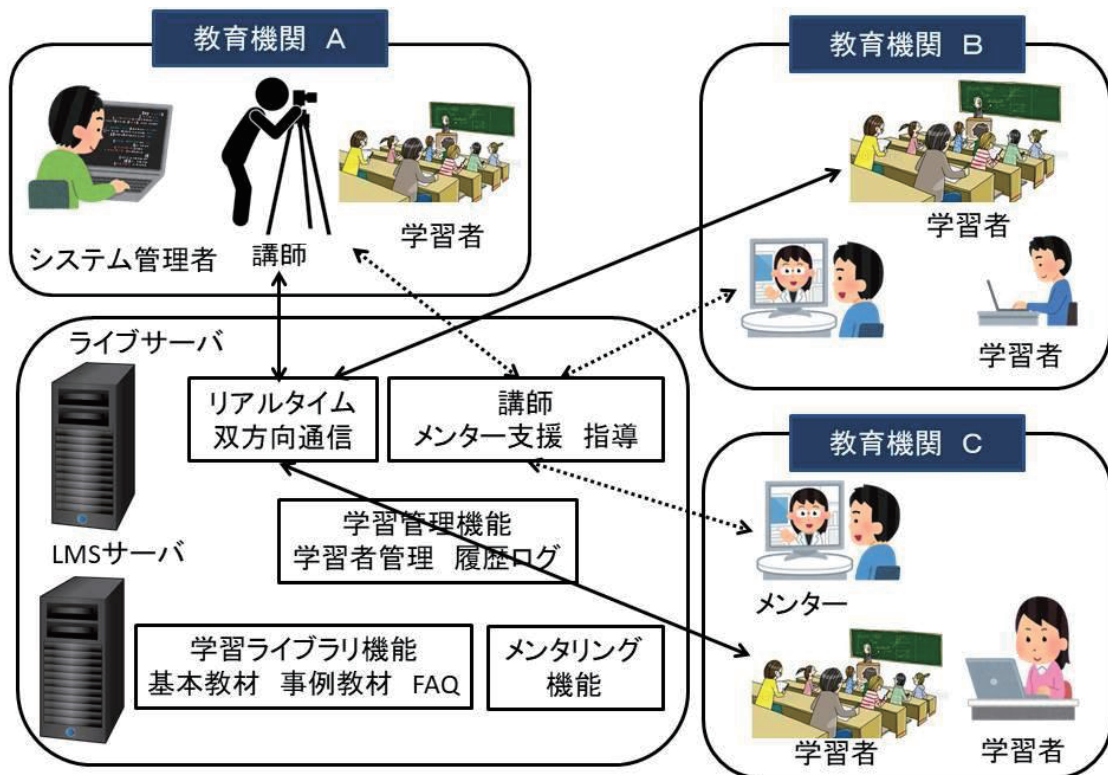 教育機関 A
システム管理者
講師
学習者
教育機関 B
学習者
学習者
ライブサーバ
リアルタイム
双方向通信
講師
メンター支援 指導
学習管理機能
学習者管理 履歴ログ
LMSサーバ
学習ライブラリ機能
基本教材 事例教材 FAQ
メンタリング
機能
教育機関 C
メンター
学習者
学習者